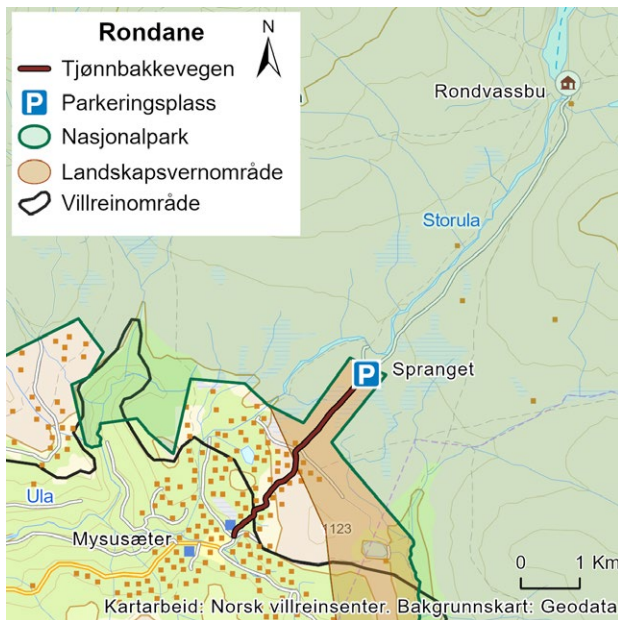 Rondane
N
Tjønnbakkevegen
P Parkeringsplass
Nasjonalpark
Landskapsvernområde
Villreinområde
Rondvassbu
Storula
P
Spranget
Ula
Mysusæter
1123
0 1 Km
Kartarbeid: Norsk villreinsenter. Bakgrunnskart: Geodata